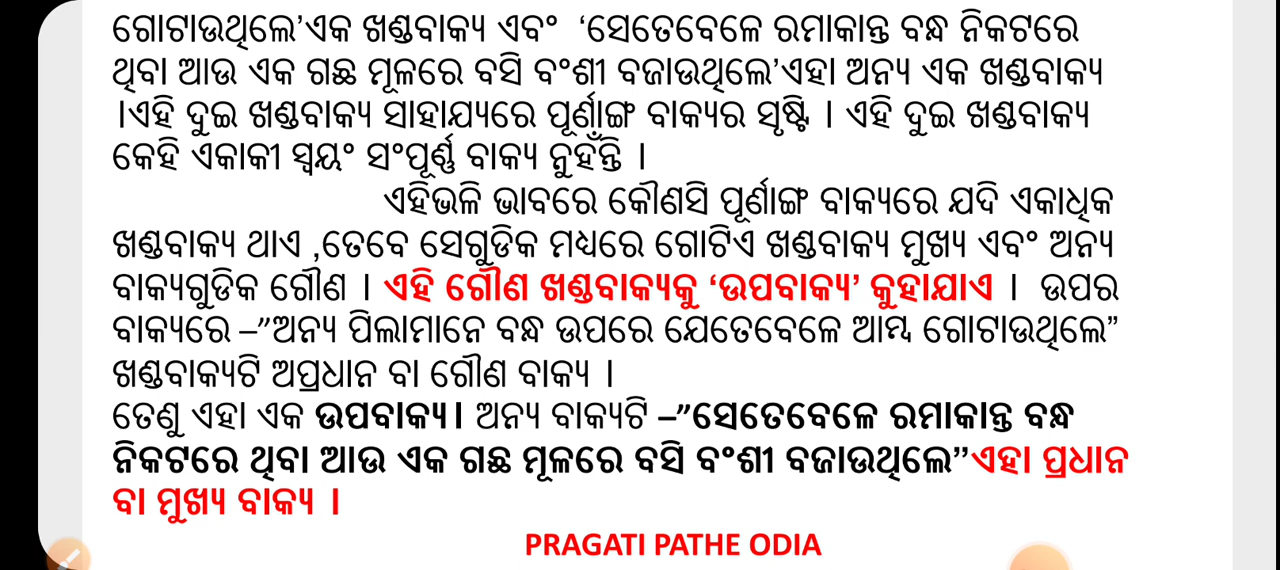 ଗୋଟାଉଥିଲେ’ଏକ ଖଣ୍ଡବାକ୍ୟ ଏବଂ ‘ସେତେବେଳେ ରମାକାନ୍ତ ବନ୍ଧ ନିକଟରେ
ଥିବା ଆଉ ଏକ ଗଛ ମୂଳରେ ବସି ବଂଶୀ ବଜାଉଥିଲେ’ଏହା ଅନ୍ୟ ଏକ ଖଣ୍ଡବାକ୍ୟ
।ଏହି ଦୁଇ ଖଣ୍ଡବାକ୍ୟ ସାହାଯ୍ୟରେ ପୂର୍ଣାଙ୍ଗ ବାକ୍ୟର ସୃଷ୍ଟି । ଏହି ଦୁଇ ଖଣ୍ଡବାକ୍ୟ
କେହି ଏକାକୀ ସ୍ୱୟଂ ସଂପୂର୍ଣ୍ଣ ବାକ୍ୟ ନୁହଁନ୍ତି ।
ଏହିଭଳି ଭାବରେ କୌଣସି ପୂର୍ଣାଙ୍ଗ ବାକ୍ୟରେ ଯଦି ଏକାଧିକ
ଖଣ୍ଡବାକ୍ୟ ଥାଏ ,ତେବେ ସେଗୁଡିକ ମଧ୍ୟରେ ଗୋଟିଏ ଖଣ୍ଡବାକ୍ୟ ମୁଖ୍ୟ ଏବଂ ଅନ୍ୟ
ବାକ୍ୟଗୁଡିକ ଗୌଣ । ଏହି ଗୌଣ ଖଣ୍ଡବାକ୍ୟକୁ ‘ଉପବାକ୍ୟ’ କୁହାଯାଏ । ଉପର
ବାକ୍ୟରେ –”ଅନ୍ୟ ପିଲାମାନେ ବନ୍ଧ ଉପରେ ଯେତେବେଳେ ଆମ୍ଭ ଗୋଟାଉଥିଲେ”
ଖଣ୍ଡବାକ୍ୟଟି ଅପ୍ରଧାନ ବା ଗୌଣ ବାକ୍ୟ ।
ତେଣୁ ଏହା ଏକ ଉପବାକ୍ୟ। ଅନ୍ୟ ବାକ୍ୟଟି –”ସେତେବେଳେ ରମାକାନ୍ତ ବନ୍ଧ
ନିକଟରେ ଥିବା ଆଉ ଏକ ଗଛ ମୂଳରେ ବସି ବଂଶୀ ବଜାଉଥିଲେ”ଏହା ପ୍ରଧାନ
ବା ମୁଖ୍ୟ ବାକ୍ୟ ।
PRAGATI PATHE ODIA